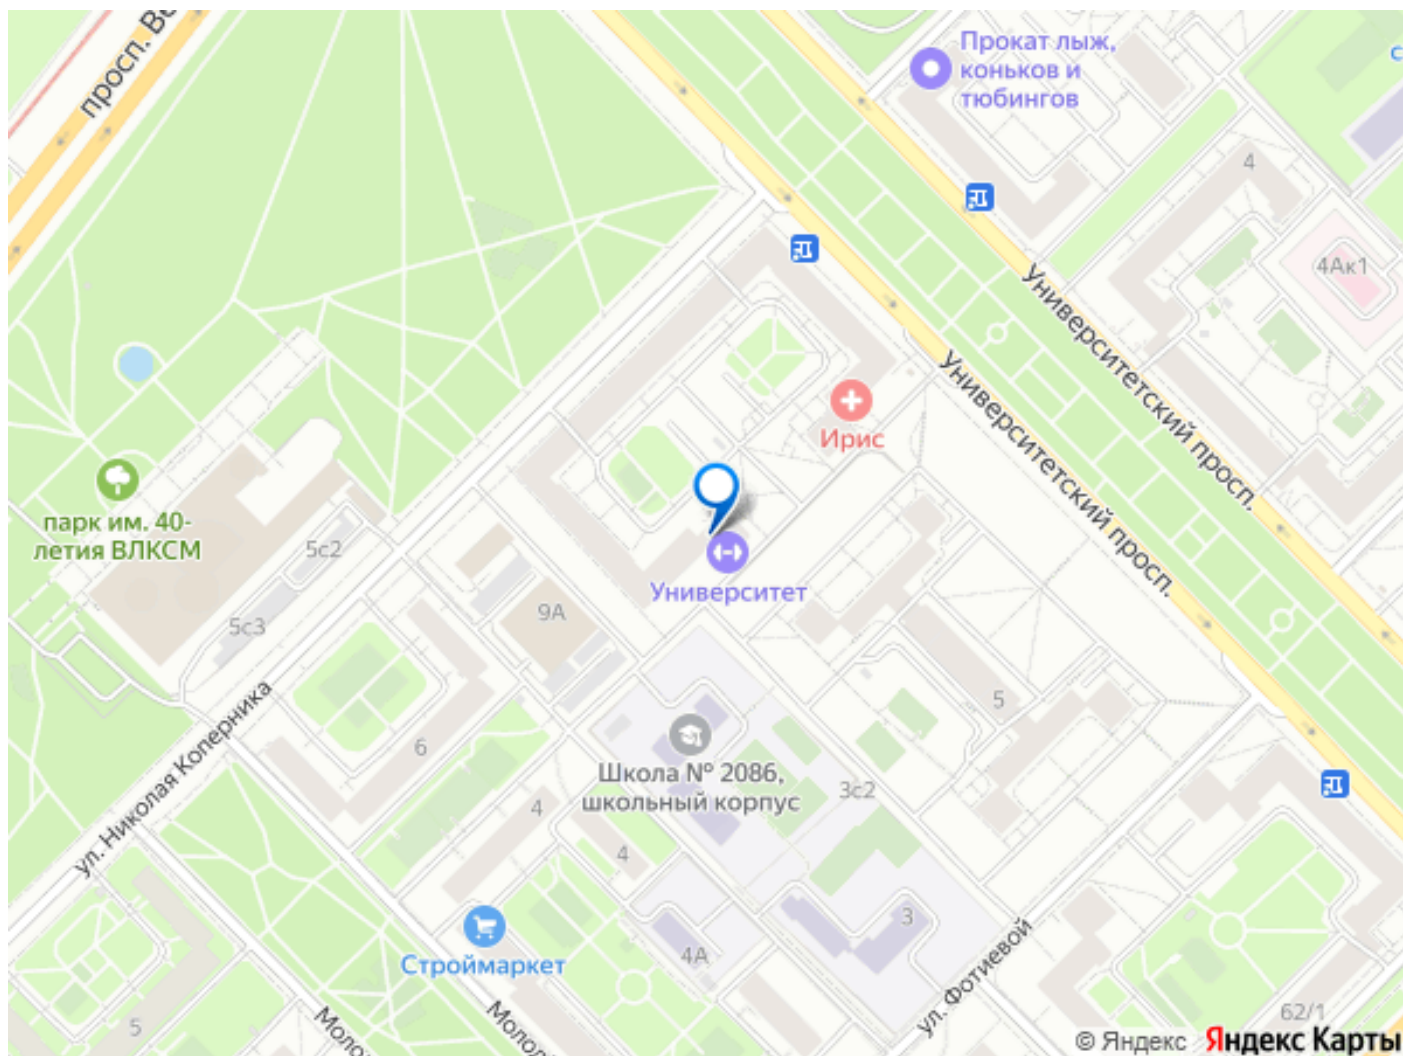 просп. Ве
Прокат лыж,
коньков и
тюбингов
с
4
4Ак1
Университетский просп.
Университетский просп.
Ирис
парк им. 40-
летия ВЛКСМ
5с2
5с3
9А
Университет
ул. Николая Коперника
6
5
Школа № 2086,
школьный корпус
3с2
4
4
3
4А
Строймаркет
ул. Фотиевой
62/1
5
Моло
Молод
© Яндекс Яндекс Карты